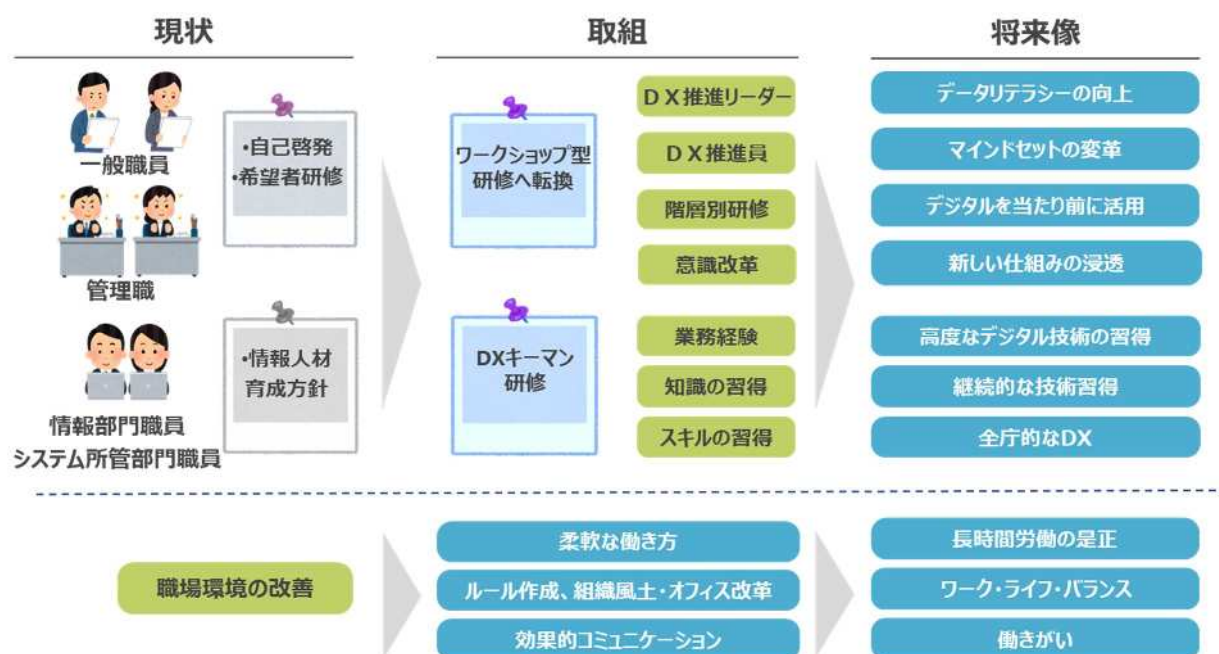 現状
取組
将来像
一般職員
管理職
・自己啓発
・希望者研修
情報部門職員
システム所管部門職員
・情報人材
育成方針
ワークショップ型
研修へ転換
DX推進リーダー
DX推進員
階層別研修
意識改革
DXキーマン
研修
業務経験
知識の習得
スキルの習得
データリテラシーの向上
マインドセットの変革
デジタルを当たり前に活用
新しい仕組みの浸透
高度なデジタル技術の習得
継続的な技術習得
全庁的なDX
職場環境の改善
柔軟な働き方
ルール作成、組織風土・オフィス改革
効果的コミュニケーション
長時間労働の是正
ワーク・ライフ・バランス
働きがい